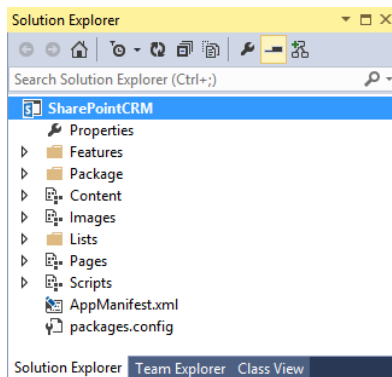 Solution Explorer
Search Solution Explorer (Ctrl+;)
SharePointCRM
Properties
Features
Package
Content
Images
Lists
Pages
Scripts
AppManifest.xml
packages.config
Solution Explorer Team Explorer Class View